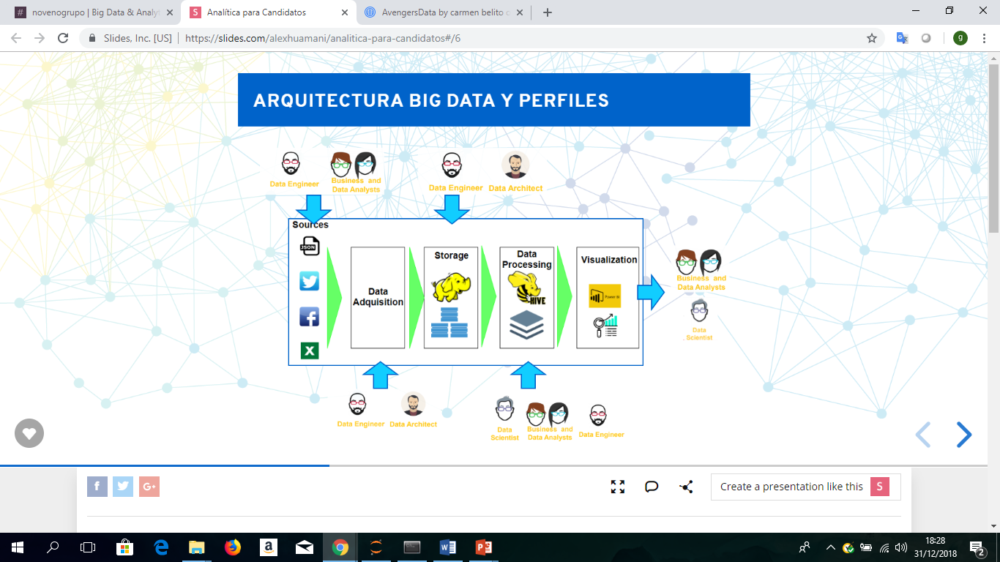 novenogrupo | Big Data & Analyt
Analítica para Candidatos
AvengersData by carmen belito o
Slides, Inc. [US]
https://slides.com/alexhuamani/analitica-para-candidatos#/6
g
ARQUITECTURA BIG DATA Y PERFILES
Data Engineer
Business and
Data Analysts
Data Engineer
Data Architect
Sources
JSON
Data
Adquisition
Storage
Data
Processing
HIVE
Visualization
Power BI
Business and
Data Analysts
Data
Scientist
Data Engineer
Data Architect
Data
Scientist
Business and
Data Analysts
Data Engineer
Create a presentation like this
S
18:28
31/12/2018
2